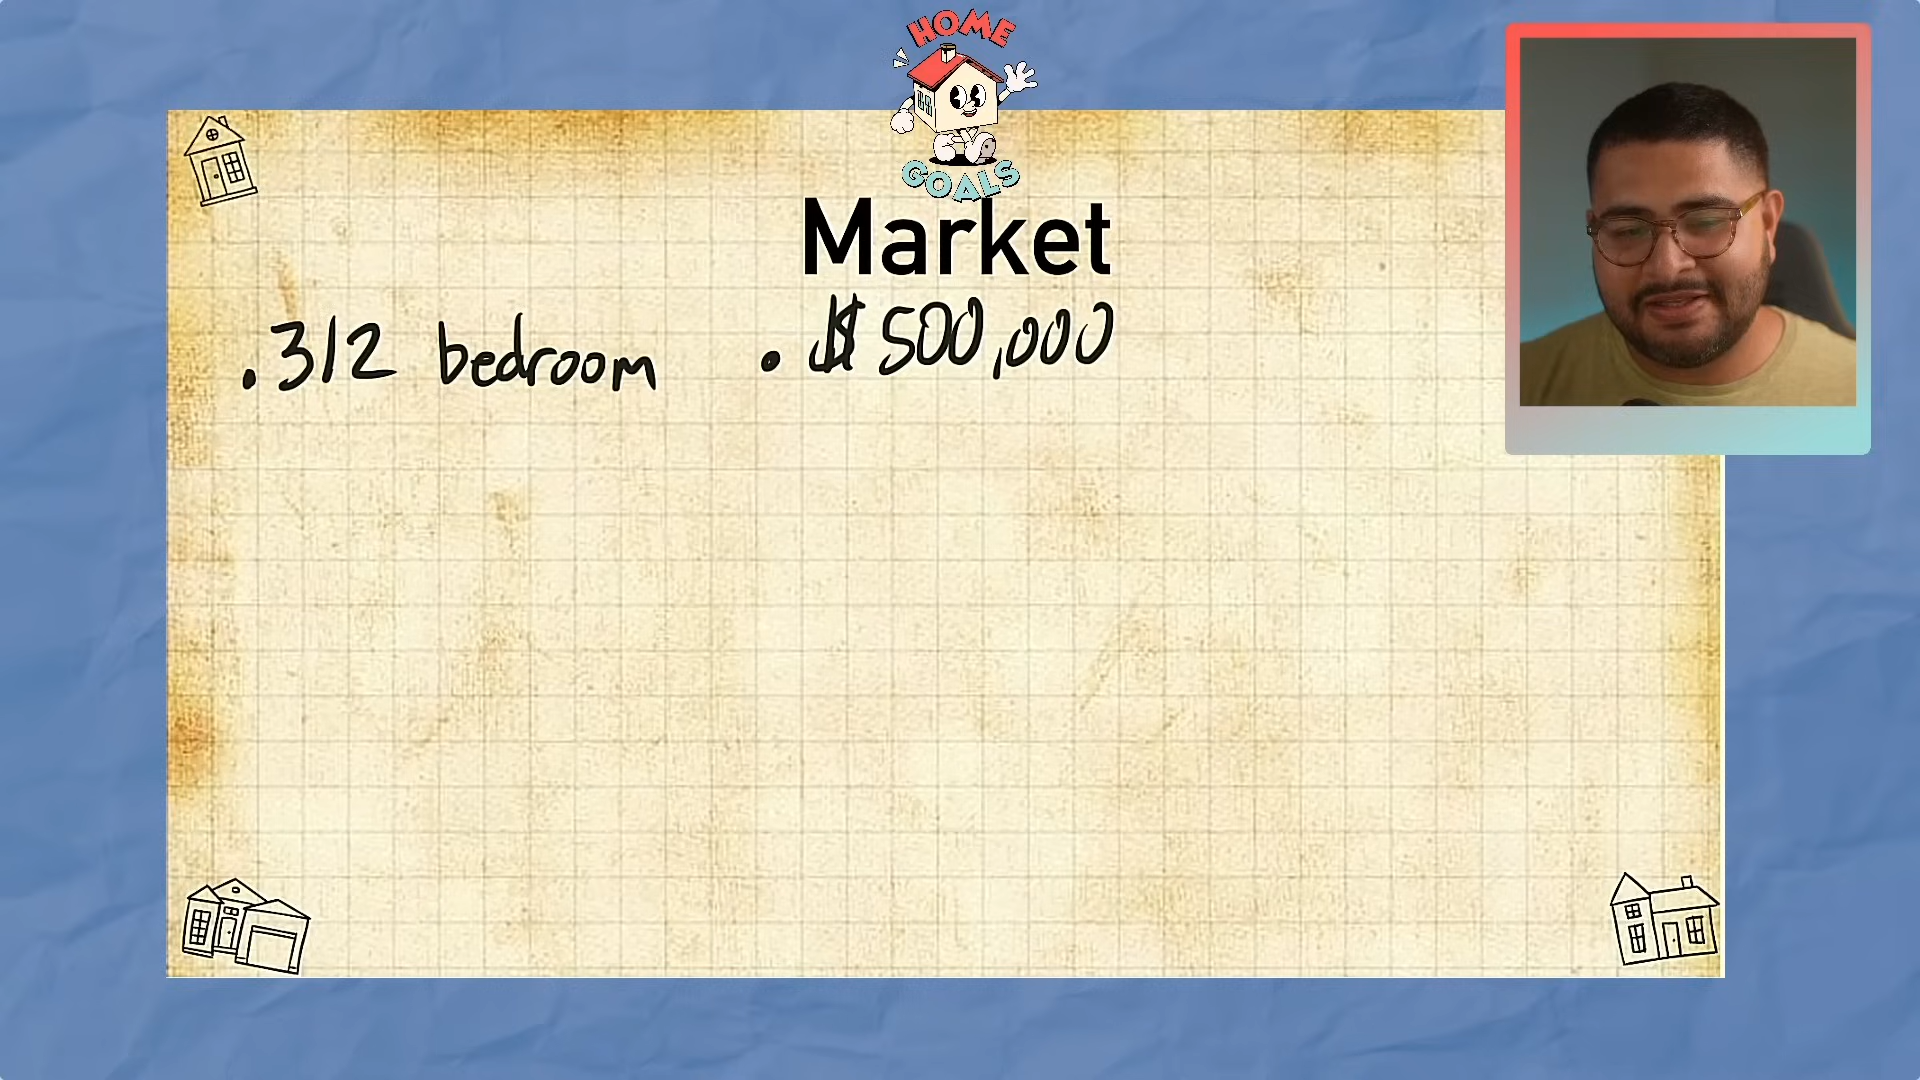 HOME
GOALS
Market
. 3/2 bedroom
. $500,000